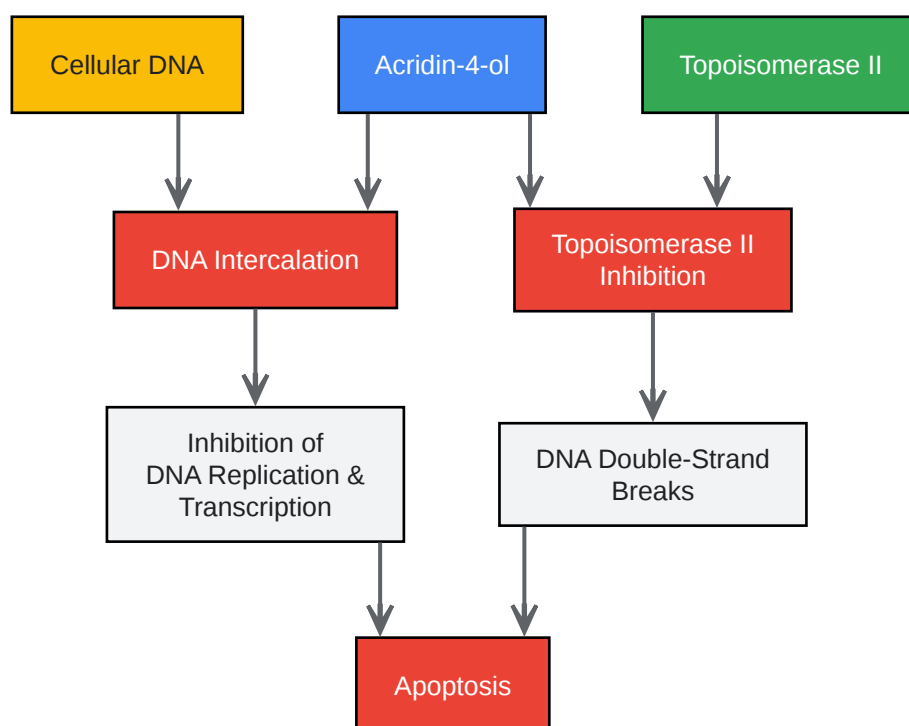 Cellular DNA
Acridin-4-ol
Topoisomerase II
DNA Intercalation
Topoisomerase II
Inhibition
Inhibition of
DNA Replication &
Transcription
DNA Double-Strand
Breaks
Apoptosis